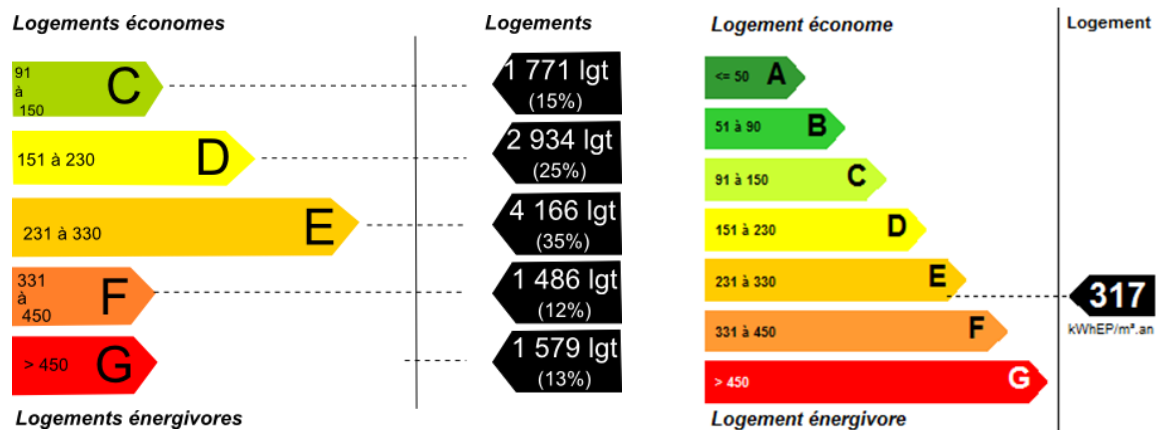 Logements économes
Logements
91
à
150
C
1 771 lgt
(15%)
151 à 230
D
2 934 lgt
(25%)
231 à 330
E
4 166 lgt
(35%)
331
à
450
F
1 486 lgt
(12%)
> 450
G
1 579 lgt
(13%)
Logements énergivores
Logement économe
Logement
<= 50
A
51 à 90
B
91 à 150
C
151 à 230
D
231 à 330
E
317
kWhEP/m².an
331 à 450
F
> 450
G
Logement énergivore